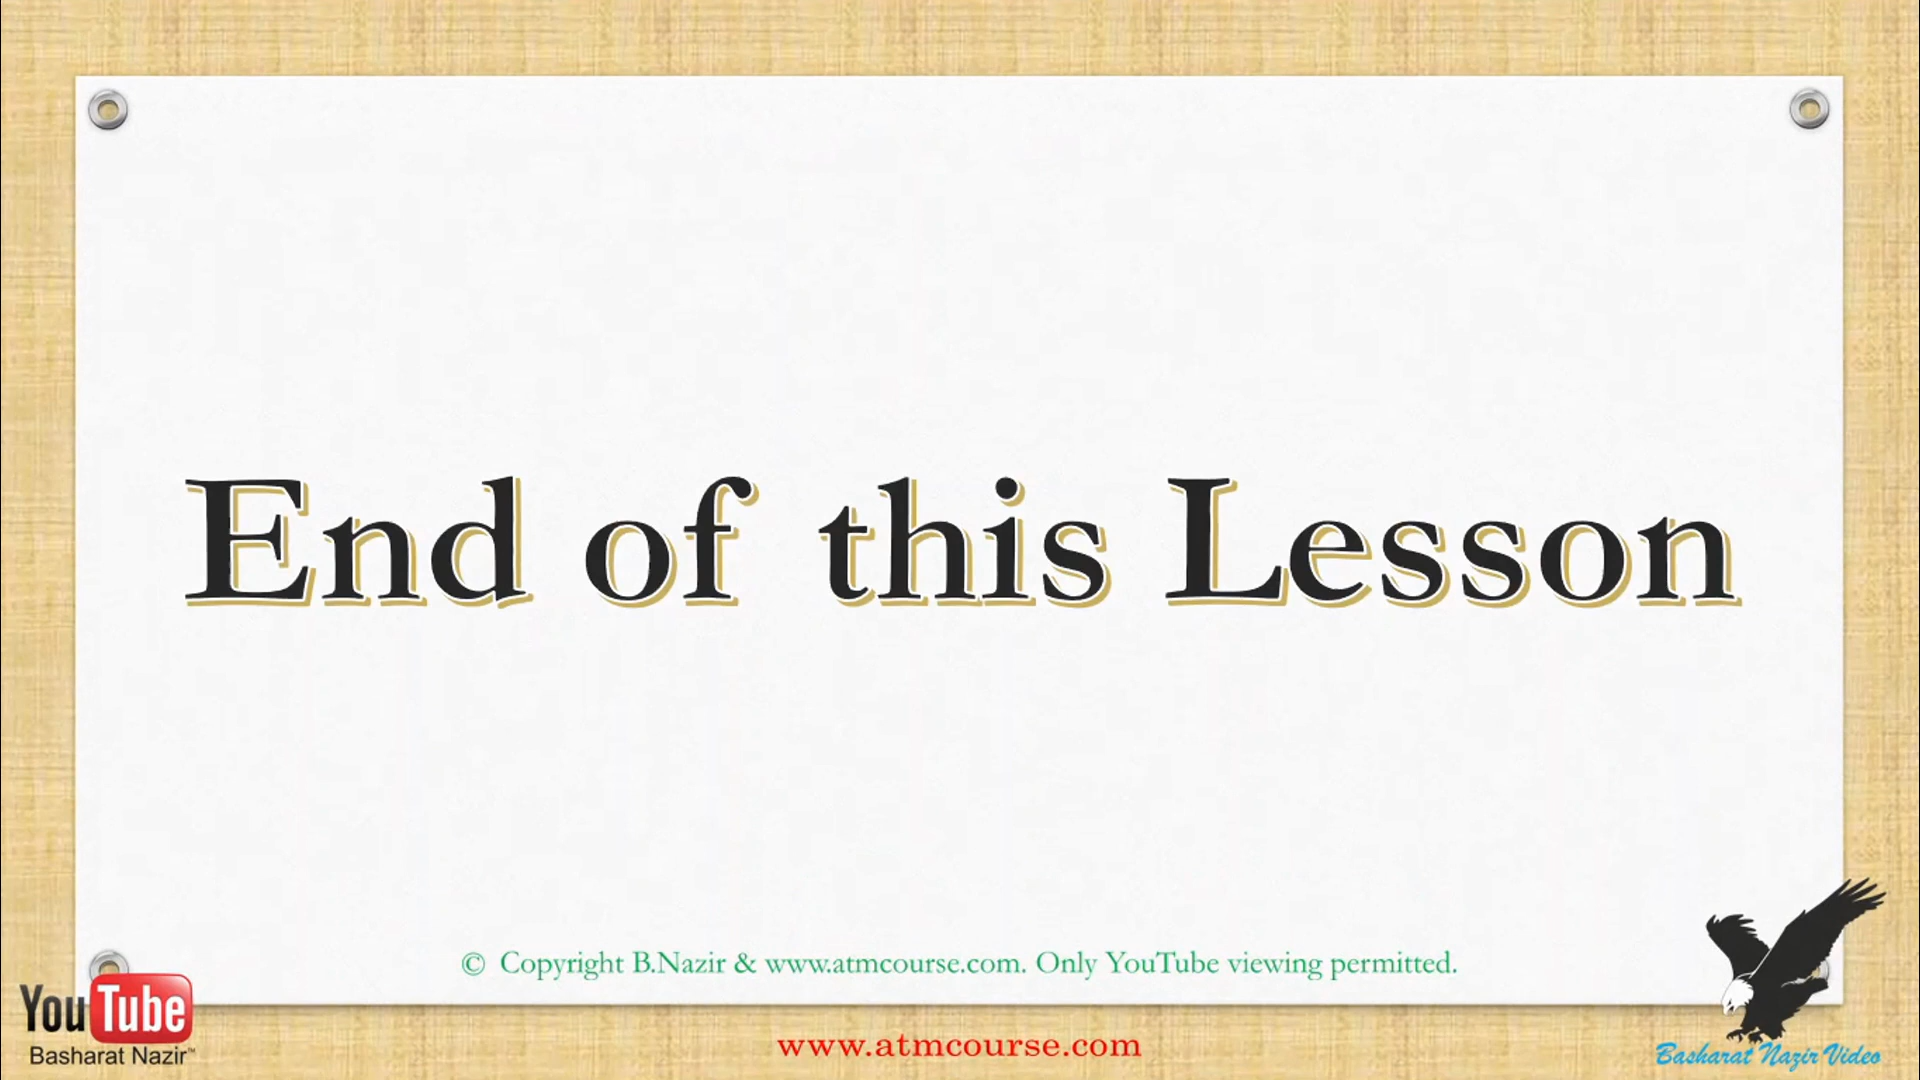 End of this Lesson
© Copyright B.Nazir & www.atmcourse.com. Only YouTube viewing permitted.
YouTube
Basharat Nazir™
www.atmcourse.com
Basharat Nazir Video